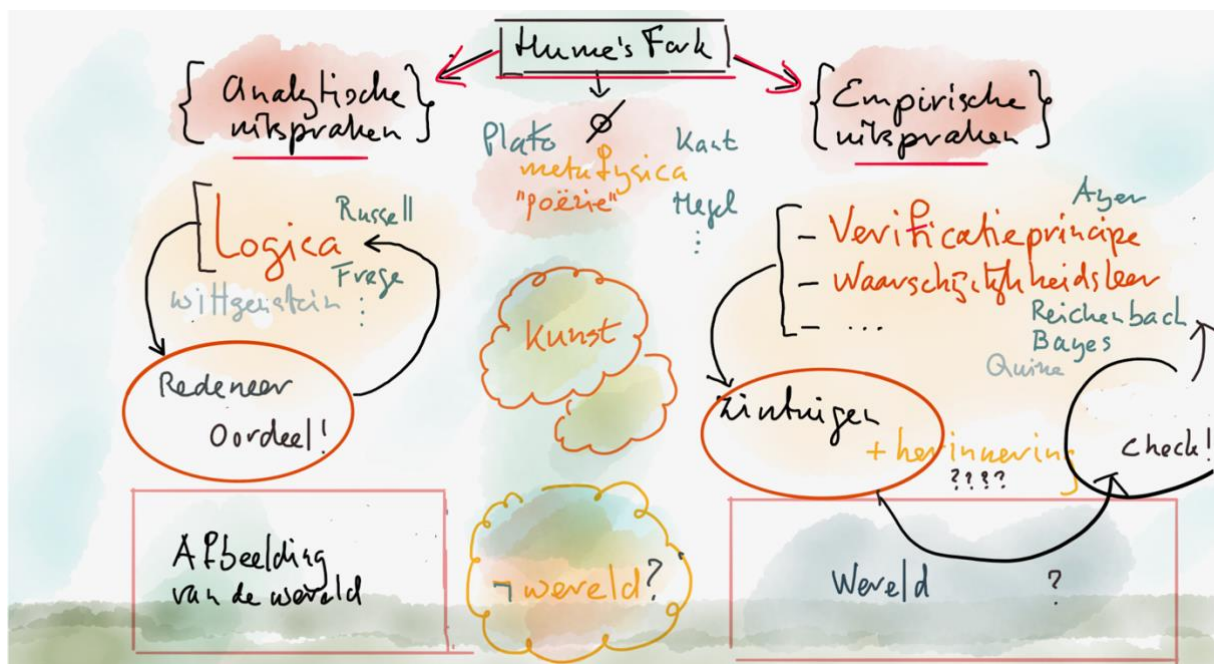 Hume's Fork
{ Analytische
uitspraken }
Plato
Kant
metafysica
"poëzie"
Hegel
⋮
{ Empirische
uitspraken }
Logica
Russell
Frege
⋮
Wittgenstein
Redeneer
Oordeel!
Afbeelding
van de wereld
Kunst
¬ wereld?
Ayer
- Verificatieprincipe
- Waarschijnlijkheidsleer
- ...
Reichenbach
Bayes
Quine
Zintuigen
+ herinnering
????
check!
Wereld ?